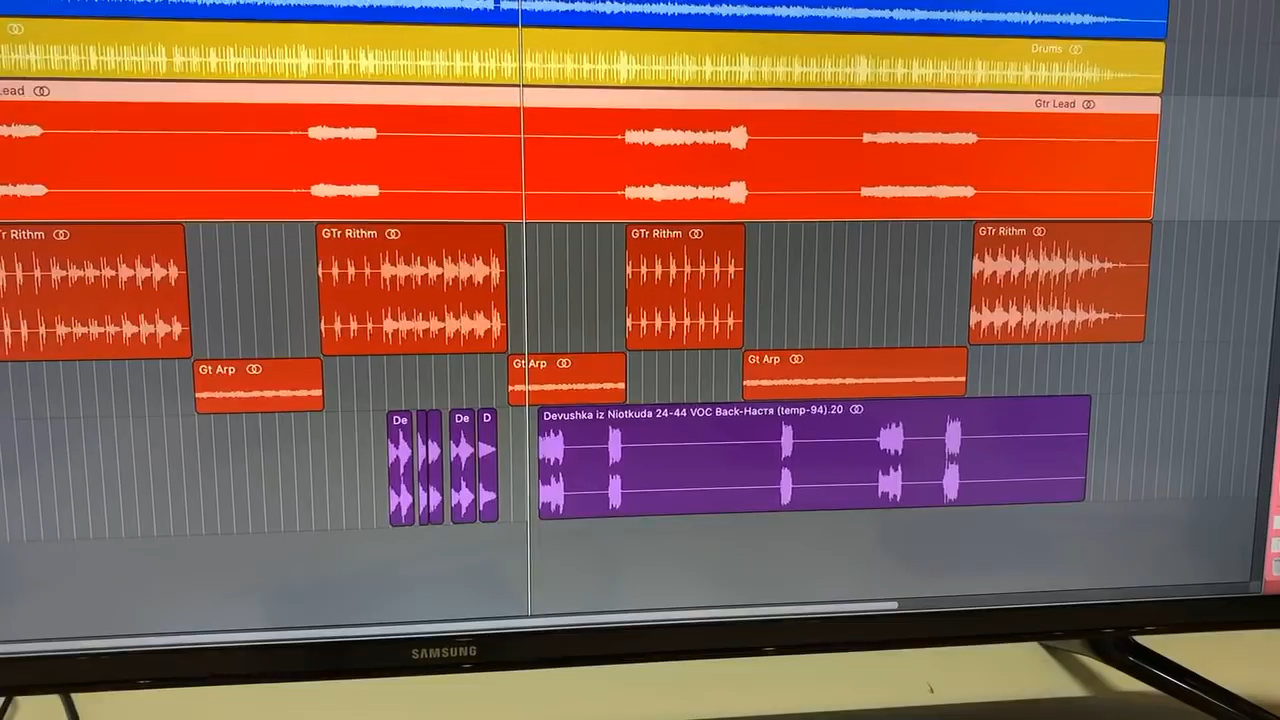 Drums
Lead
Gtr Lead
Rithm
GTr Rithm
GTr Rithm
GTr Rithm
Gt Arp
Gt Arp
Gt Arp
De
De
D
Devushka iz Niotkuda 24-44 VOC Back-Настя (temp-94).20
SAMSUNG